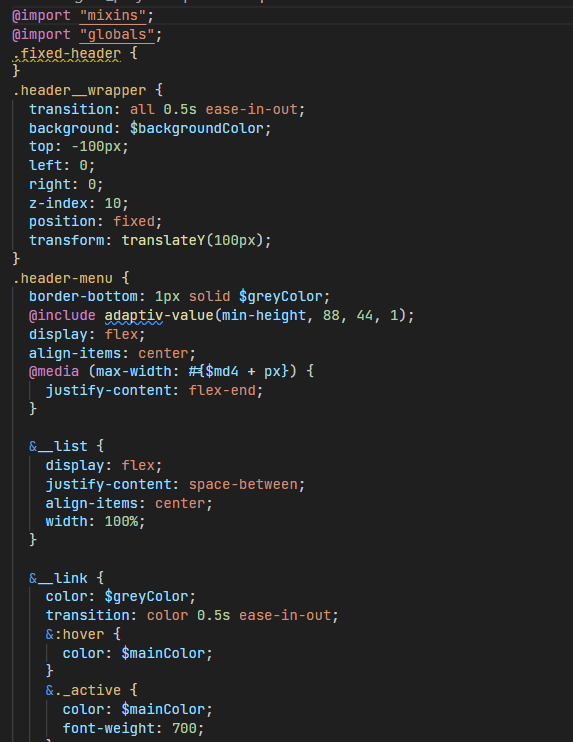 @import "mixins";
@import "globals";
.fixed-header {
}
.header__wrapper {
  transition: all 0.5s ease-in-out;
  background: $backgroundColor;
  top: -100px;
  left: 0;
  right: 0;
  z-index: 10;
  position: fixed;
  transform: translateY(100px);
}
.header-menu {
  border-bottom: 1px solid $greyColor;
  @include adaptiv-value(min-height, 88, 44, 1);
  display: flex;
  align-items: center;
  @media (max-width: #{$md4 + px}) {
    justify-content: flex-end;
  }
  &__list {
    display: flex;
    justify-content: space-between;
    align-items: center;
    width: 100%;
  }
  &__link {
    color: $greyColor;
    transition: color 0.5s ease-in-out;
    &:hover {
      color: $mainColor;
    }
    &._active {
      color: $mainColor;
      font-weight: 700;